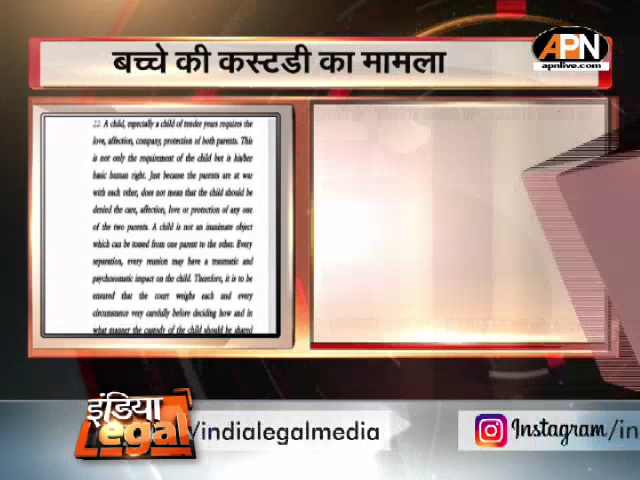 बच्चे की कस्टडी का मामला
APN
apnlive.com
22. A child, especially a child of tender years requires the
love, affection, company, protection of both parents. This
is not only the requirement of the child but is his/her
basic human right. Just because the parents are at war
with each other, does not mean that the child should be
denied the care, affection, love or protection of any one
of the two parents. A child is not an inanimate object
which can be tossed from one parent to the other. Every
separation, every reunion may have a traumatic and
psychosomatic impact on the child. Therefore, it is to be
ensured that the court weighs each and every
circumstance very carefully before deciding how and in
what manner the custody of the child should be shared
इंडिया
Legal
/indialegalmedia
Instagram/in